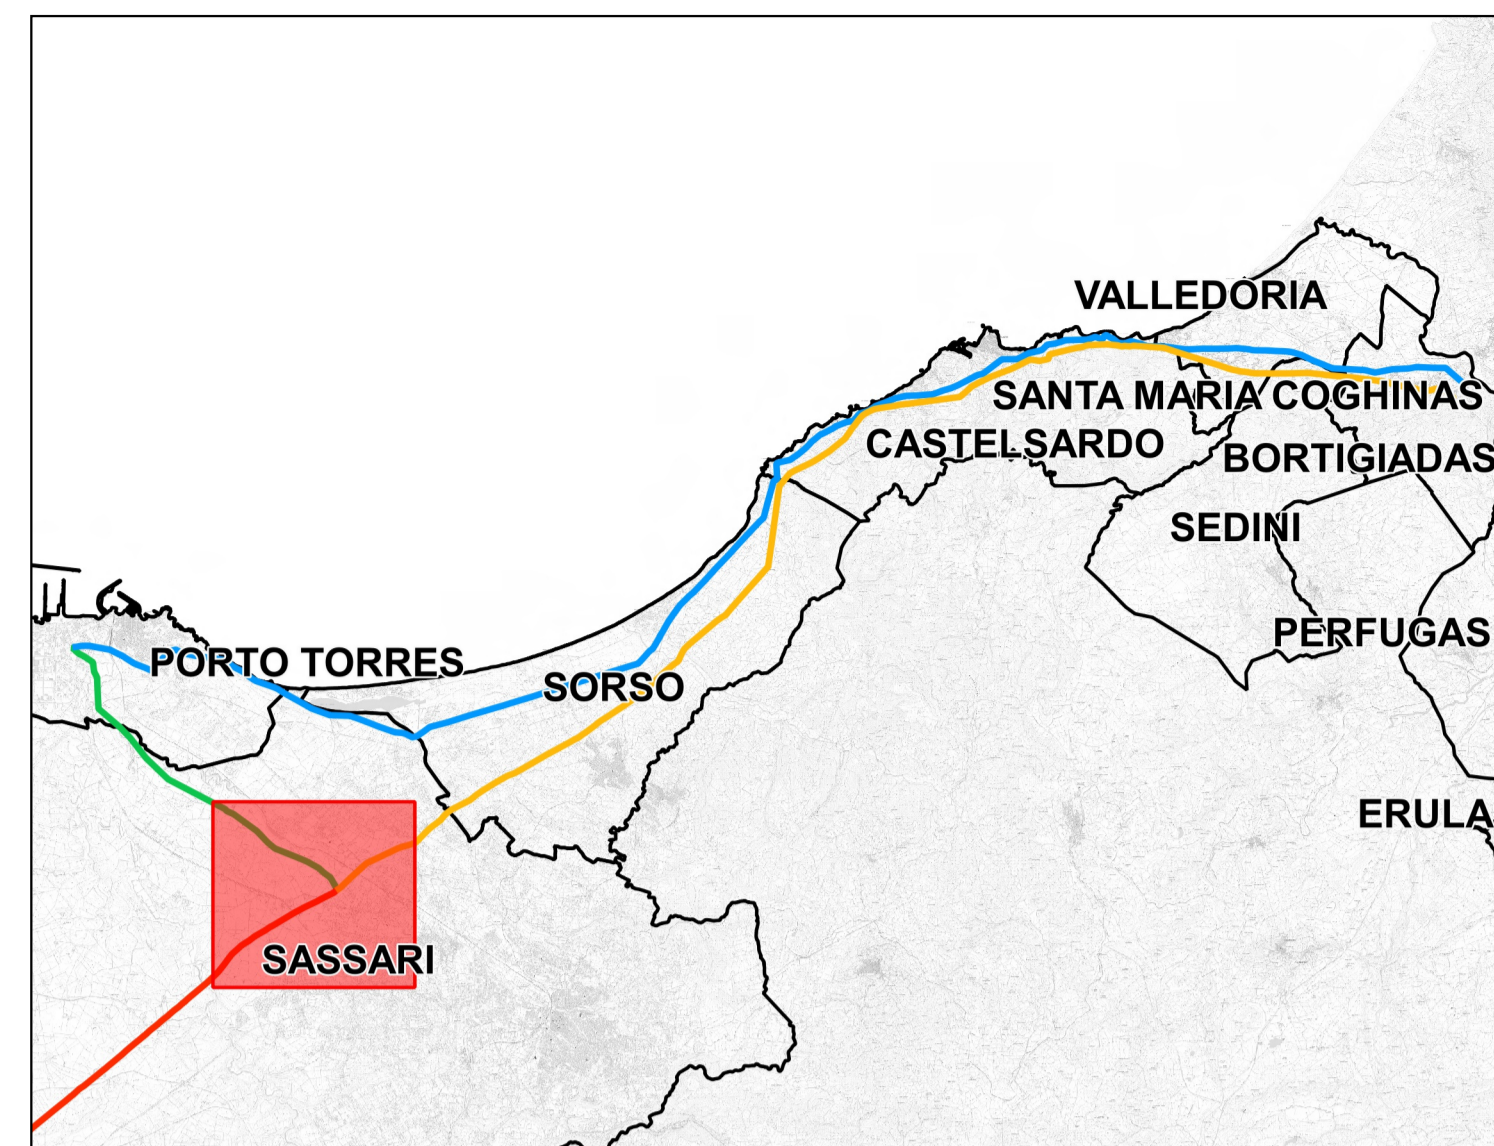 VALLEDORIA
SANTA MARIA COGHINAS
CASTELSARDO
BORTIGIADAS
SEDINI
PERFUGAS
PORTO TORRES
SORSO
ERULA
SASSARI